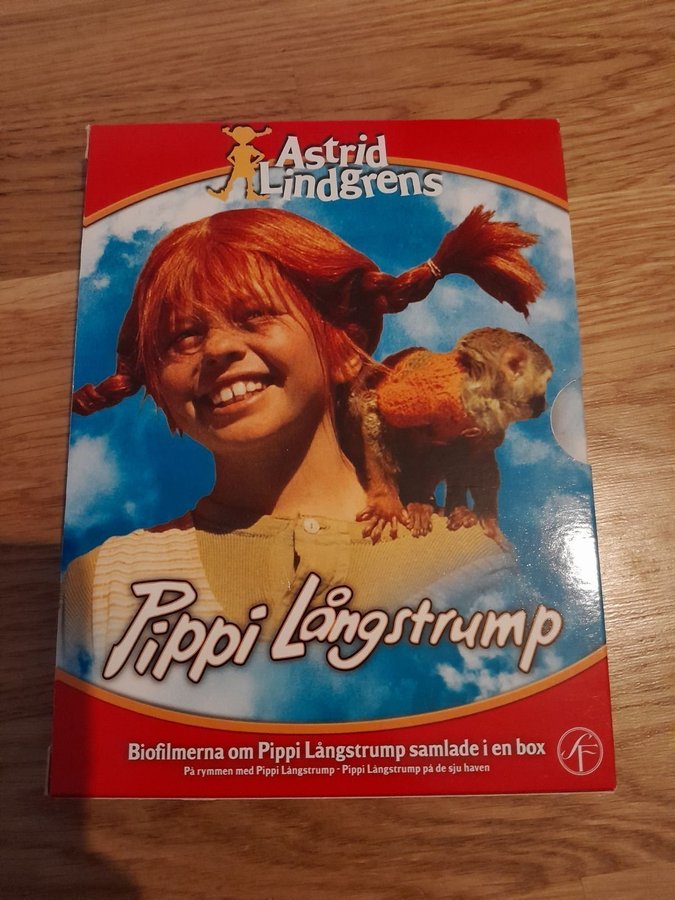 Astrid
Lindgrens
Pippi Långstrump
Biofilmerna om Pippi Långstrump samlade i en box
På rymmen med Pippi Långstrump - Pippi Långstrump på de sju haven
SF